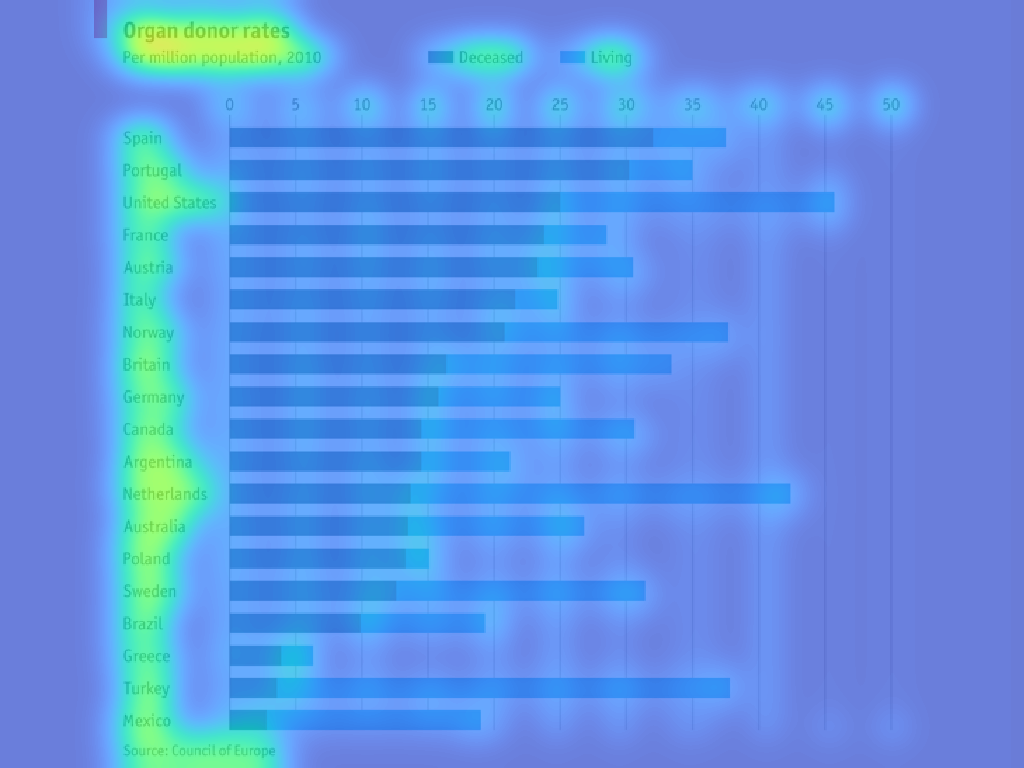 Organ donor rates
Per million population, 2010
Deceased Living
0 5 10 15 20 25 30 35 40 45 50
Spain
Portugal
United States
France
Austria
Italy
Norway
Britain
Germany
Canada
Argentina
Netherlands
Australia
Poland
Sweden
Brazil
Greece
Turkey
Mexico
Source: Council of Europe